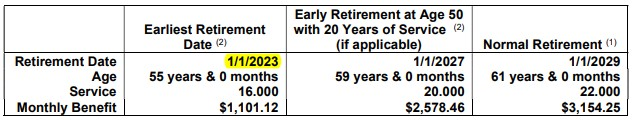 Earliest Retirement Date (2)
Early Retirement at Age 50 with 20 Years of Service (2) (if applicable)
Normal Retirement (1)
Retirement Date 1/1/2023 1/1/2027 1/1/2029
Age 55 years & 0 months 59 years & 0 months 61 years & 0 months
Service 16.000 20.000 22.000
Monthly Benefit $1,101.12 $2,578.46 $3,154.25